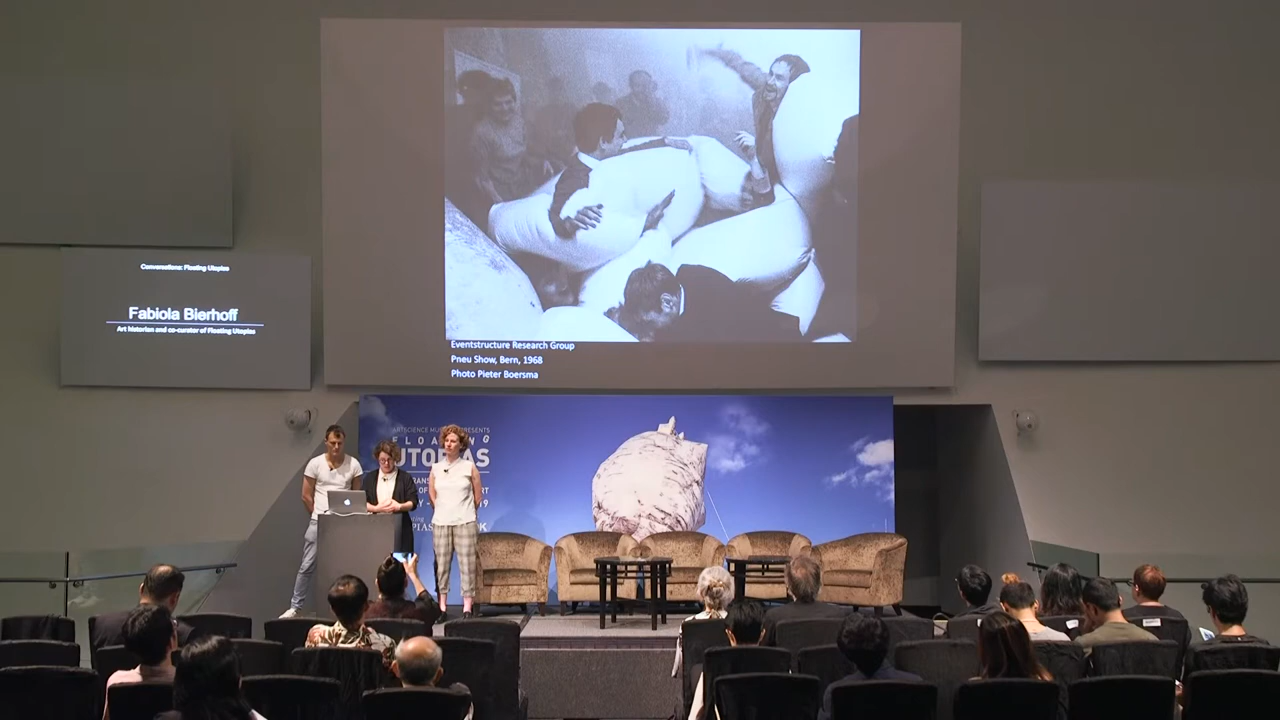 Conversations: Floating Utopias
Fabiola Bierhoff
Art historian and co-curator of Floating Utopias
Eventstructure Research Group
Pneu Show, Bern, 1968
Photo Pieter Boersma
ARTSCIENCE MUSEUM PRESENTS
FLOATING
UTOPIAS